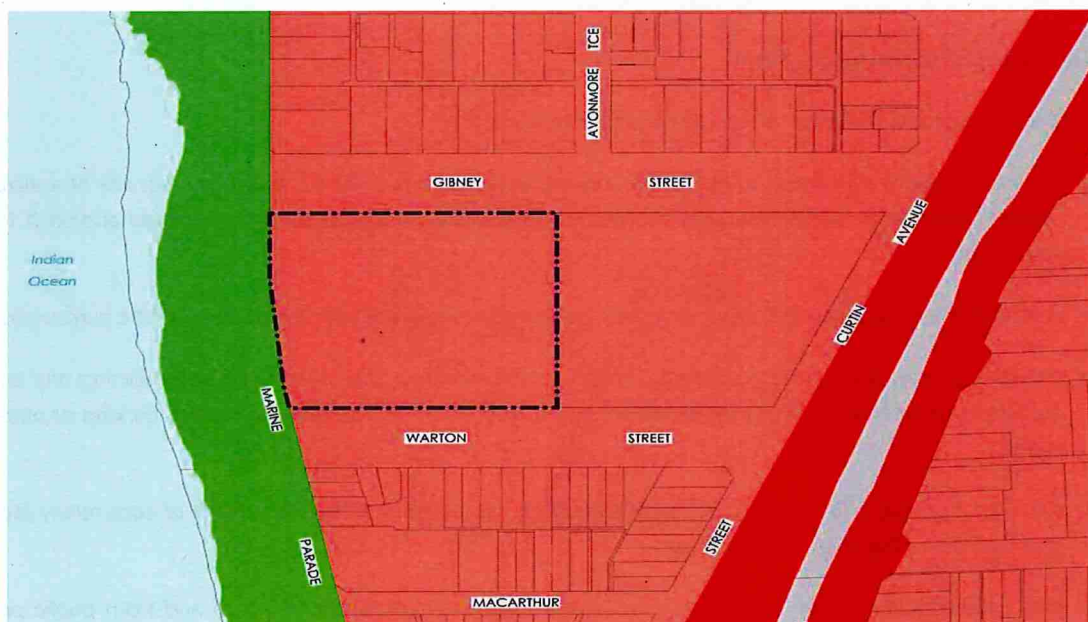 AVONMORE TCE
GIBNEY STREET
CURTIN AVENUE
Indian
Ocean
MARINE PARADE
WARTON STREET
STREET
MACARTHUR